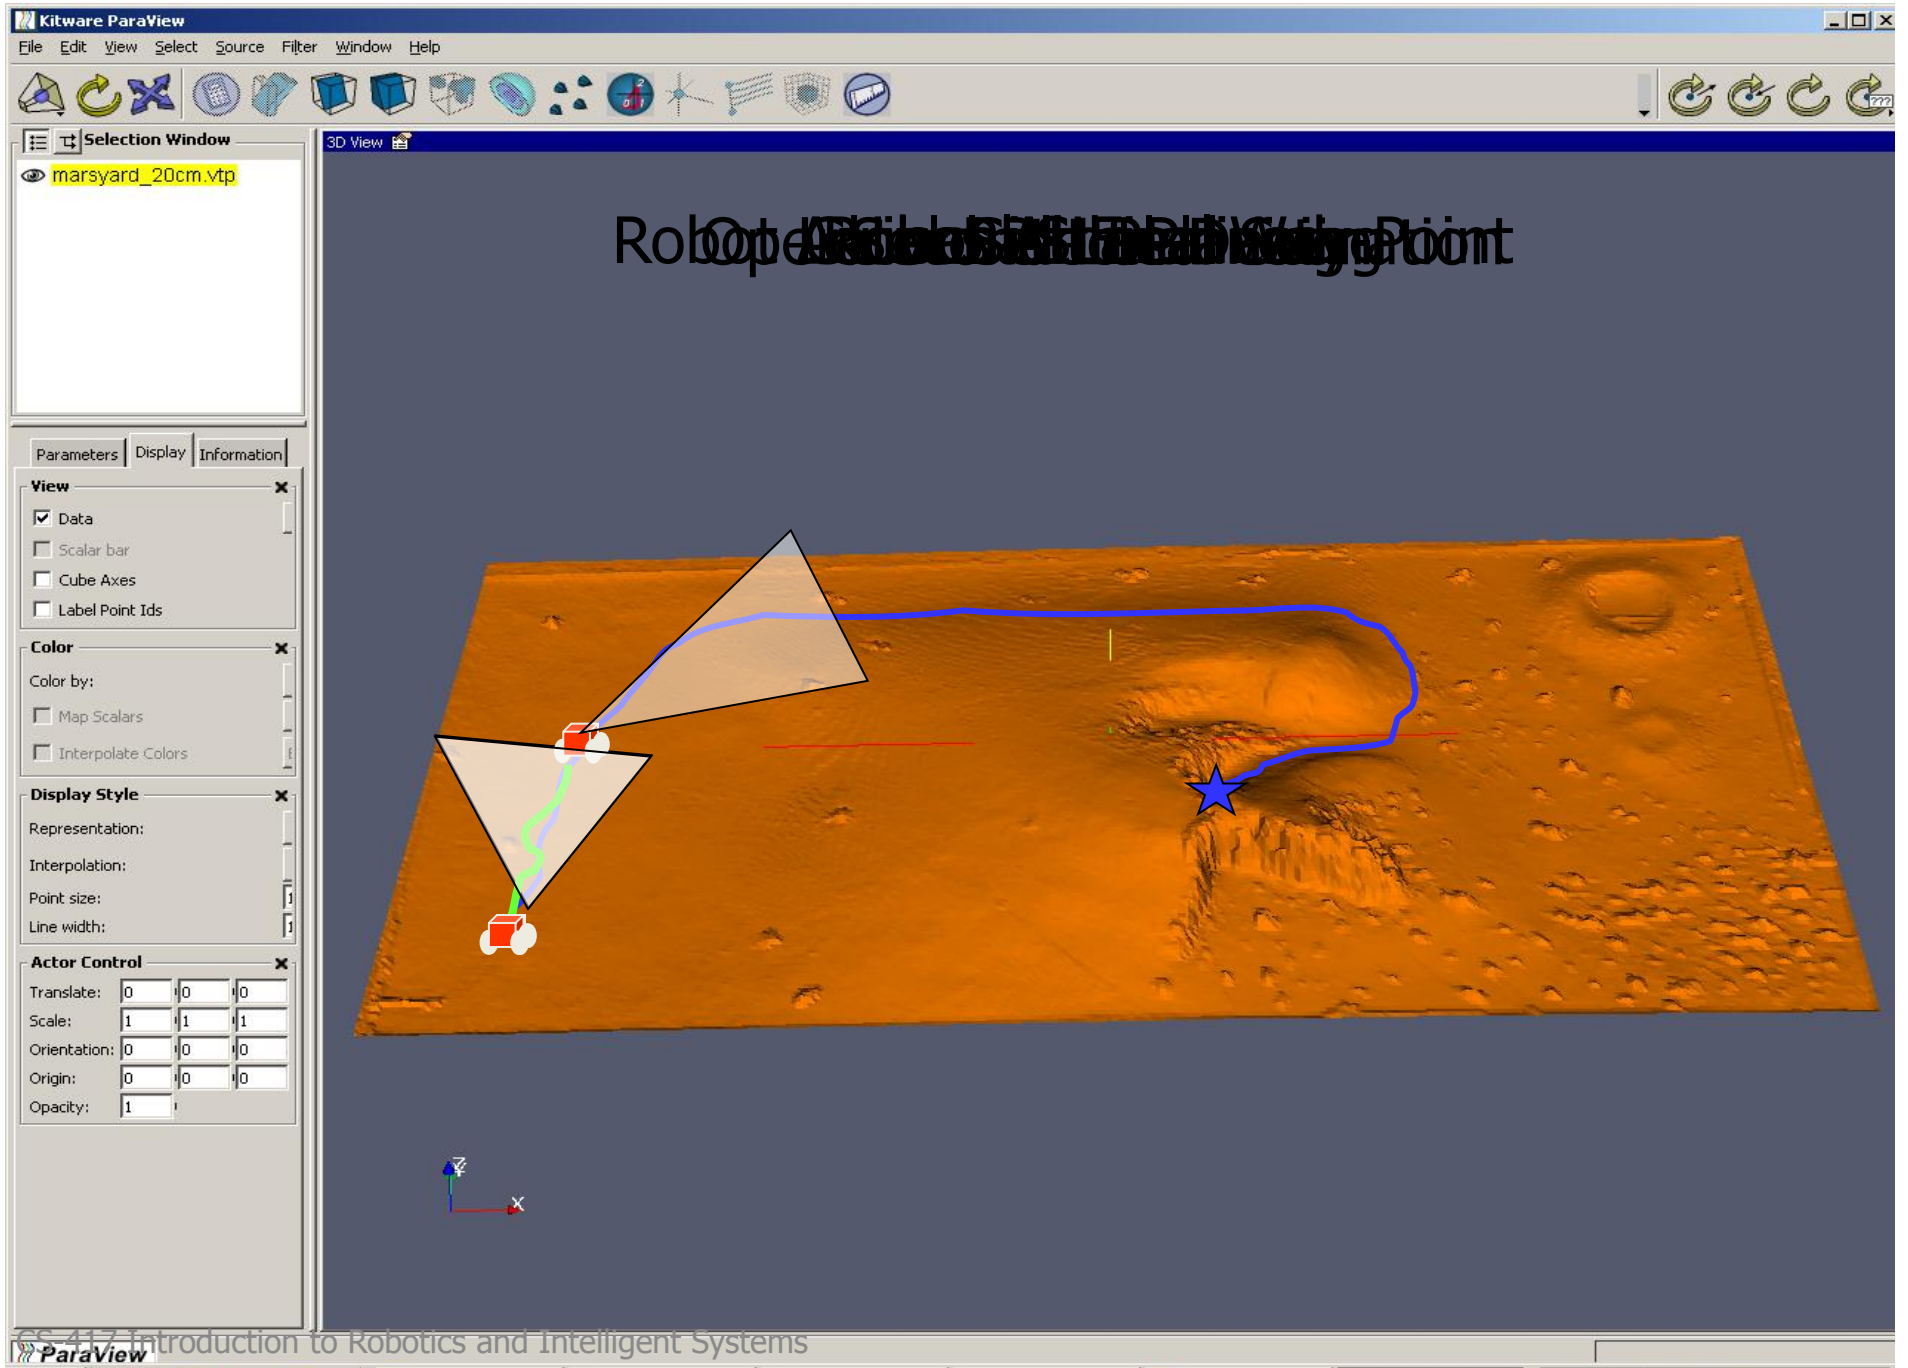 Kitware ParaView
File Edit View Select Source Filter Window Help
???
Selection Window
3D View
marsyard_20cm.vtp
Robot
Point
Parameters Display Information
View
Data
Scalar bar
Cube Axes
Label Point Ids
Color
Color by:
Map Scalars
Interpolate Colors
Display Style
Representation:
Interpolation:
Point size:
Line width:
Actor Control
Translate: 0 0 0
Scale: 1 1 1
Orientation: 0 0 0
Origin: 0 0 0
Opacity: 1
Z
Y
X
CS-417 Introduction to Robotics and Intelligent Systems
ParaView